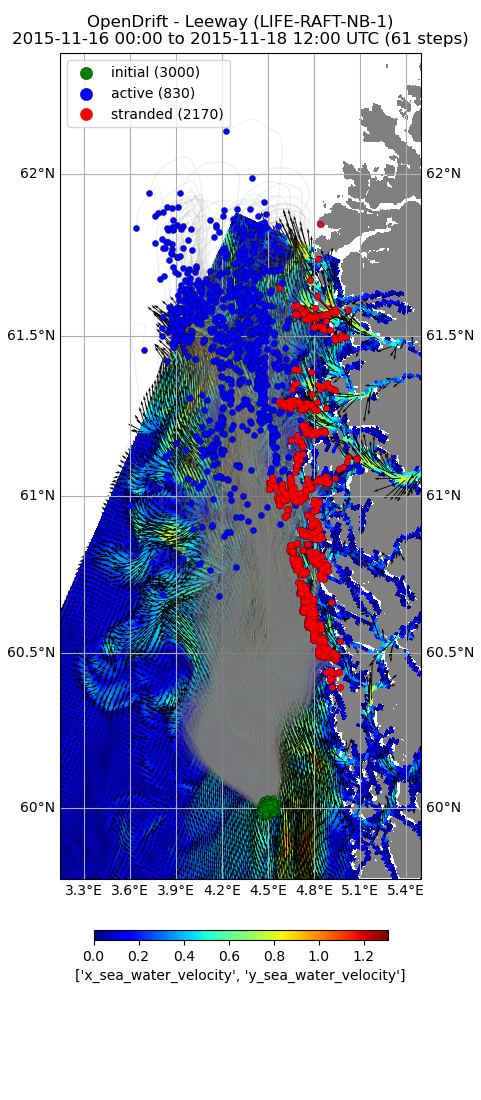 OpenDrift - Leeway (LIFE-RAFT-NB-1)
2015-11-16 00:00 to 2015-11-18 12:00 UTC (61 steps)
initial (3000)
active (830)
stranded (2170)
62°N 62°N
61.5°N 61.5°N
61°N 61°N
60.5°N 60.5°N
60°N 60°N
3.3°E 3.6°E 3.9°E 4.2°E 4.5°E 4.8°E 5.1°E 5.4°E
0.0 0.2 0.4 0.6 0.8 1.0 1.2
['x_sea_water_velocity', 'y_sea_water_velocity']